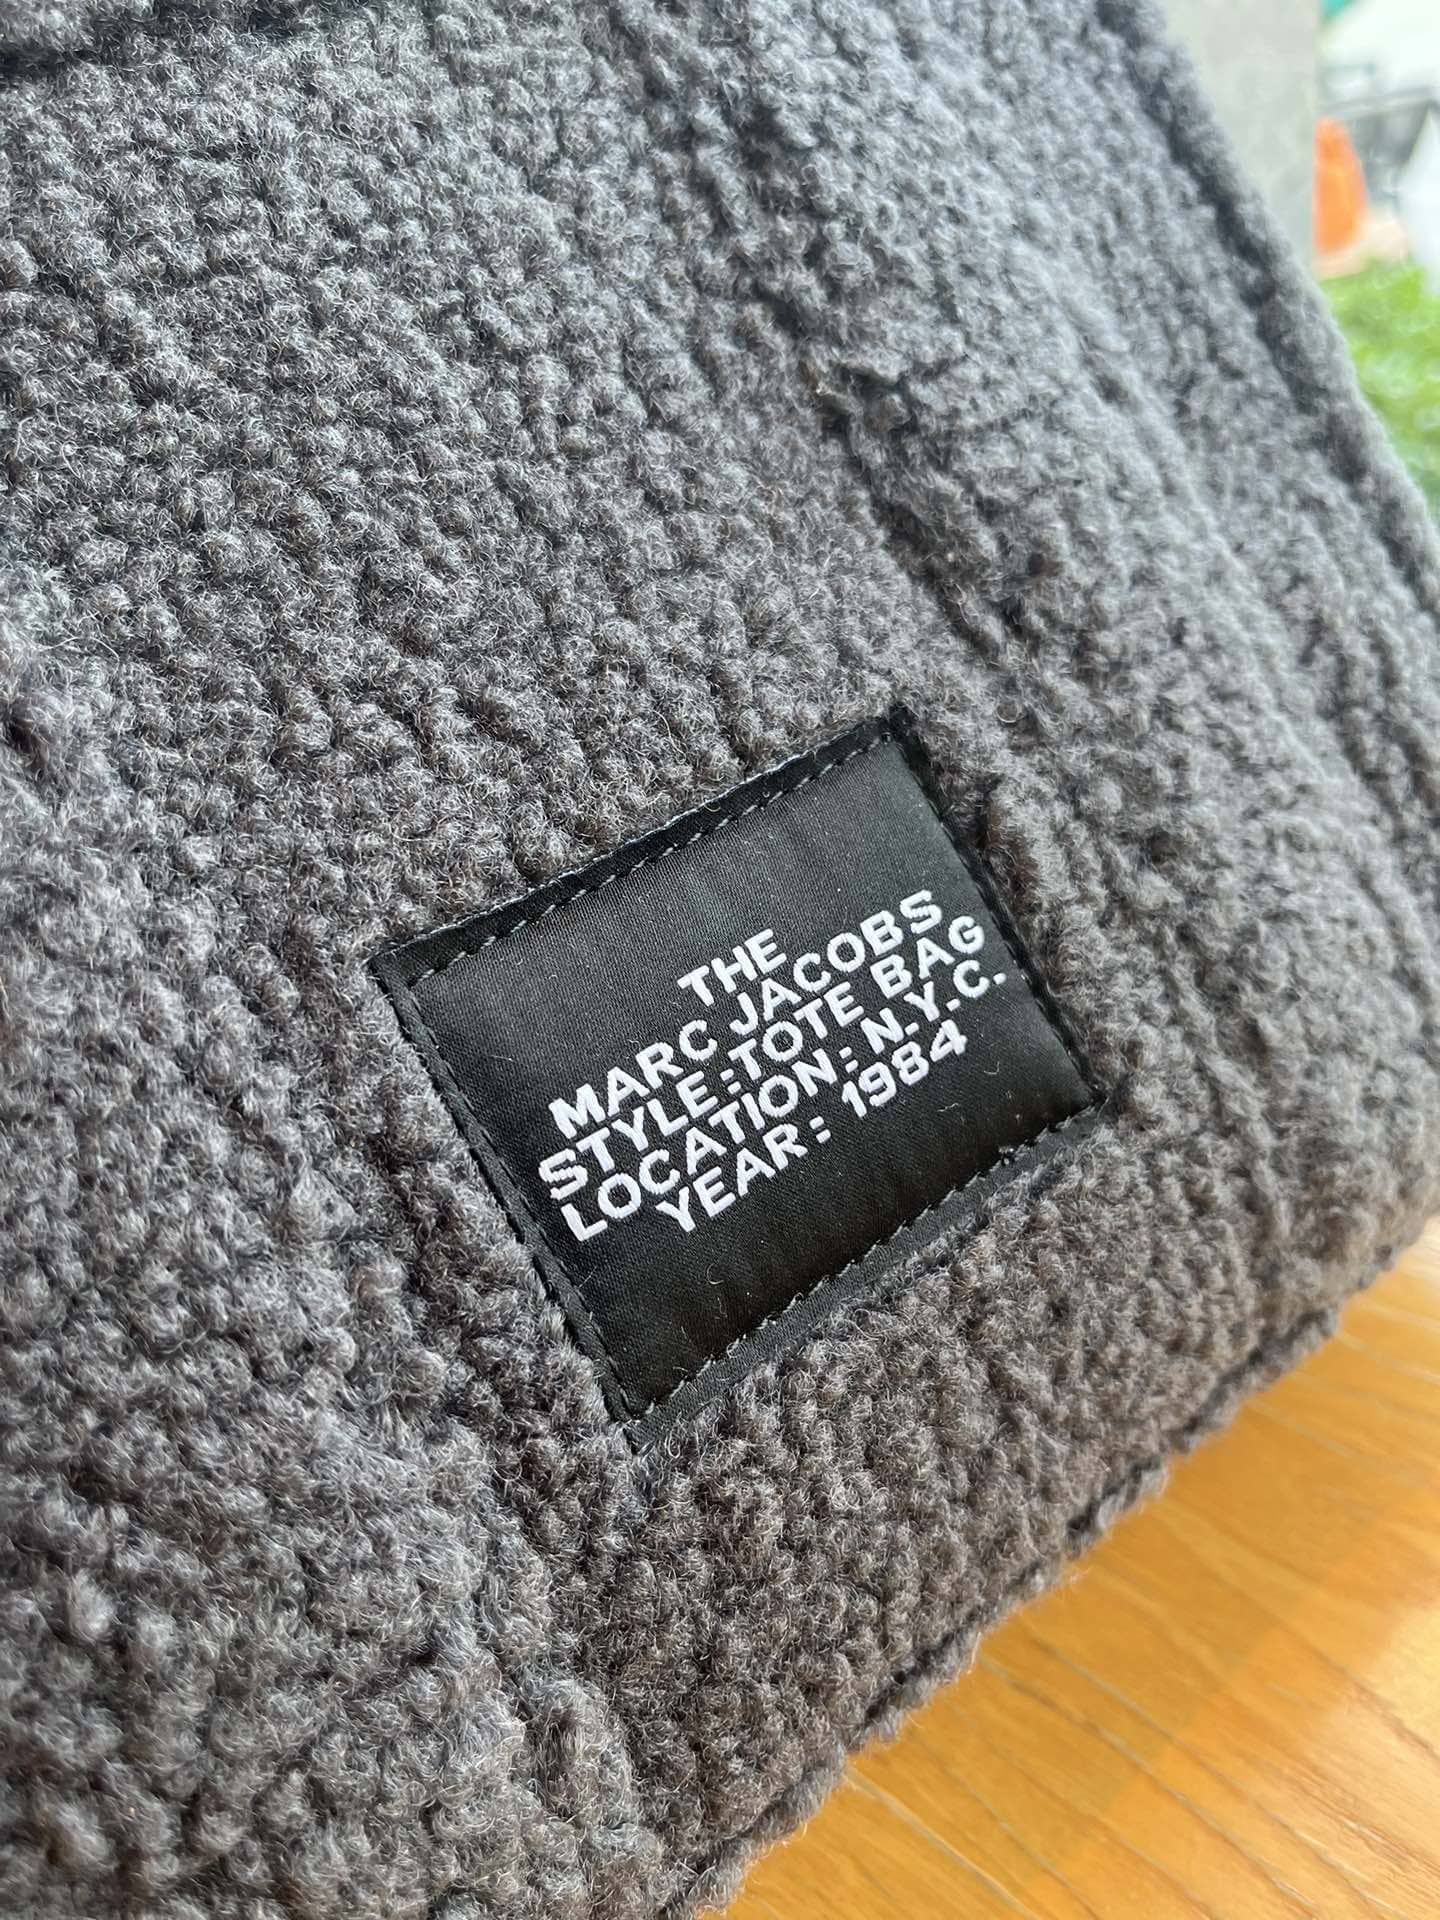 THE
MARC JACOBS
STYLE:TOTE BAG
LOCATION: N.Y.C.
YEAR: 1984